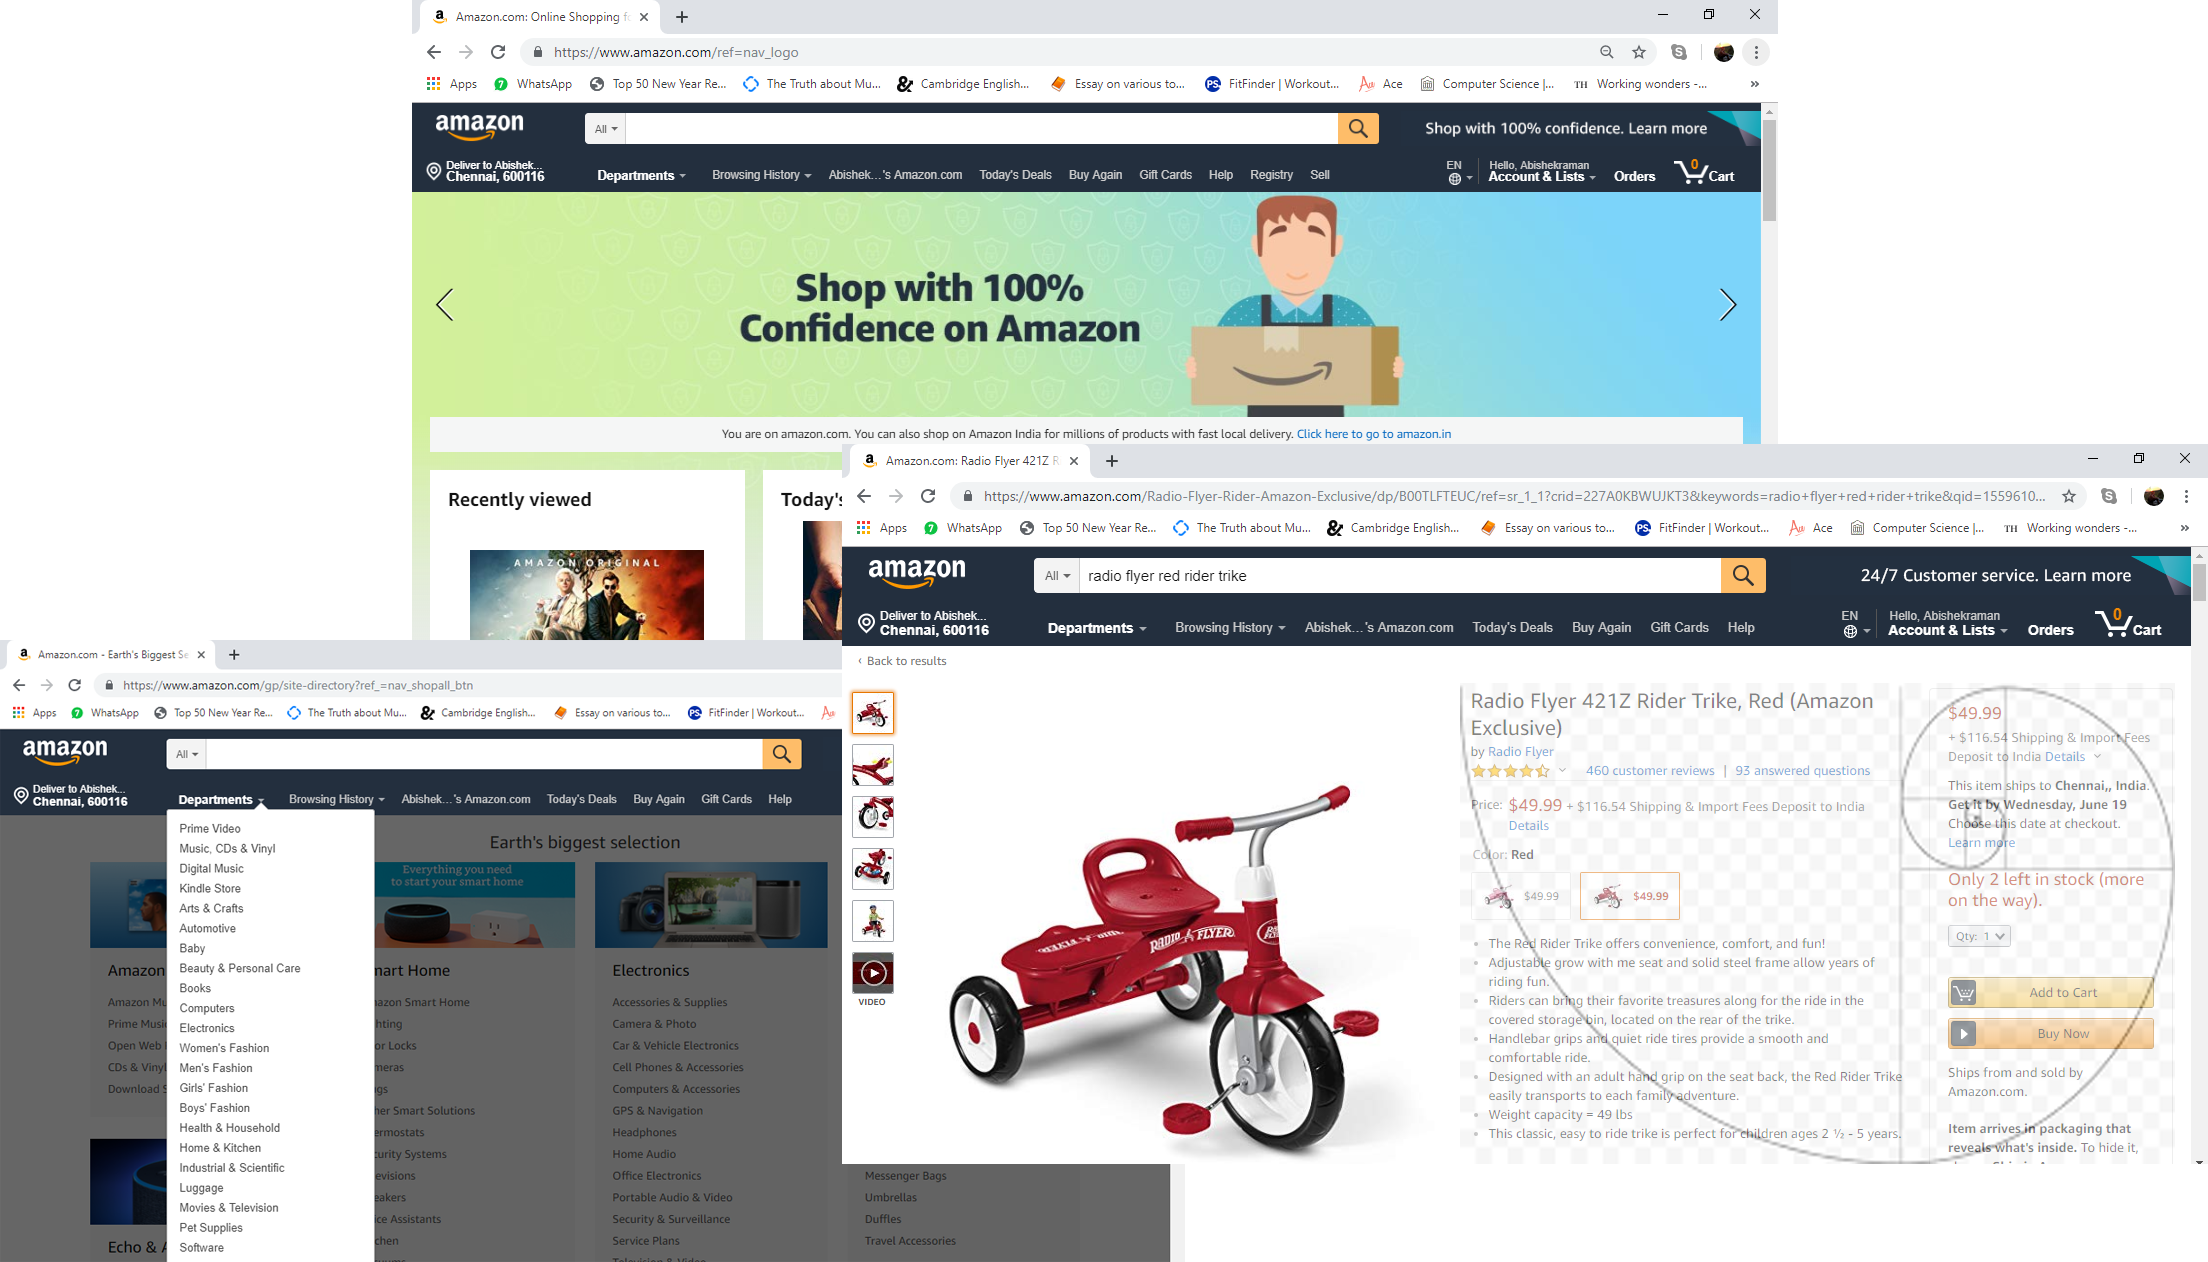 Amazon.com: Online Shopping f
https://www.amazon.com/ref=nav_logo
Apps WhatsApp Top 50 New Year Re... The Truth about Mu... Cambridge English... Essay on various to... FitFinder | Workout... Ace Computer Science |... TH Working wonders -... »
amazon All Shop with 100% confidence. Learn more
Deliver to Abishek...
Chennai, 600116
Departments Browsing History Abishek...'s Amazon.com Today's Deals Buy Again Gift Cards Help Registry Sell
EN Hello, Abishekraman
Account & Lists Orders 0 Cart
Shop with 100%
Confidence on Amazon
You are on amazon.com. You can also shop on Amazon India for millions of products with fast local delivery. Click here to go to amazon.in
Recently viewed
Today's
AMAZON ORIGINAL
Amazon.com: Radio Flyer 421Z R
https://www.amazon.com/Radio-Flyer-Rider-Amazon-Exclusive/dp/B00TLFTEUC/ref=sr_1_1?crid=227A0KBWUJKT3&keywords=radio+flyer+red+rider+trike&qid=1559610...
Apps WhatsApp Top 50 New Year Re... The Truth about Mu... Cambridge English... Essay on various to... FitFinder | Workout... Ace Computer Science |... TH Working wonders -... »
amazon All radio flyer red rider trike 24/7 Customer service. Learn more
Deliver to Abishek...
Chennai, 600116
Departments Browsing History Abishek...'s Amazon.com Today's Deals Buy Again Gift Cards Help
EN Hello, Abishekraman
Account & Lists Orders 0 Cart
‹ Back to results
VIDEO
RADIO FLYER
Radio Flyer 421Z Rider Trike, Red (Amazon
Exclusive)
by Radio Flyer
460 customer reviews | 93 answered questions
Price: $49.99 + $116.54 Shipping & Import Fees Deposit to India
Details
Color: Red
$49.99 $49.99
• The Red Rider Trike offers convenience, comfort, and fun!
• Adjustable grow with me seat and solid steel frame allow years of
riding fun.
• Riders can bring their favorite treasures along for the ride in the
covered storage bin, located on the rear of the trike.
• Handlebar grips and quiet ride tires provide a smooth and
comfortable ride.
• Designed with an adult hand grip on the seat back, the Red Rider Trike
easily transports to each family adventure.
• Weight capacity = 49 lbs
• This classic, easy to ride trike is perfect for children ages 2 ½ - 5 years.
$49.99
+ $116.54 Shipping & Import Fees
Deposit to India Details
This item ships to Chennai,, India.
Get it by Wednesday, June 19
Choose this date at checkout.
Learn more
Only 2 left in stock (more
on the way).
Qty: 1
Add to Cart
Buy Now
Ships from and sold by
Amazon.com.
Item arrives in packaging that
reveals what's inside. To hide it,
Amazon.com - Earth's Biggest Se
https://www.amazon.com/gp/site-directory?ref_=nav_shopall_btn
Apps WhatsApp Top 50 New Year Re... The Truth about Mu... Cambridge English... Essay on various to... FitFinder | Workout...
amazon All
Deliver to Abishek...
Chennai, 600116
Departments Browsing History Abishek...'s Amazon.com Today's Deals Buy Again Gift Cards Help
Prime Video
Music, CDs & Vinyl
Digital Music
Kindle Store
Arts & Crafts
Automotive
Baby
Beauty & Personal Care
Books
Computers
Electronics
Women's Fashion
Men's Fashion
Girls' Fashion
Boys' Fashion
Health & Household
Home & Kitchen
Industrial & Scientific
Luggage
Movies & Television
Pet Supplies
Software
Earth's biggest selection
Amazon
Amazon Mu
Prime Musi
Open Web
CDs & Vinyl
Download S
Echo & A
Everything you need
to start your smart home
mart Home
mazon Smart Home
hting
or Locks
meras
gs
her Smart Solutions
ermostats
curity Systems
evisions
eakers
ice Assistants
chen
Electronics
Accessories & Supplies
Camera & Photo
Car & Vehicle Electronics
Cell Phones & Accessories
Computers & Accessories
GPS & Navigation
Headphones
Home Audio
Office Electronics
Portable Audio & Video
Security & Surveillance
Service Plans
Television & Video
Messenger Bags
Umbrellas
Duffles
Travel Accessories